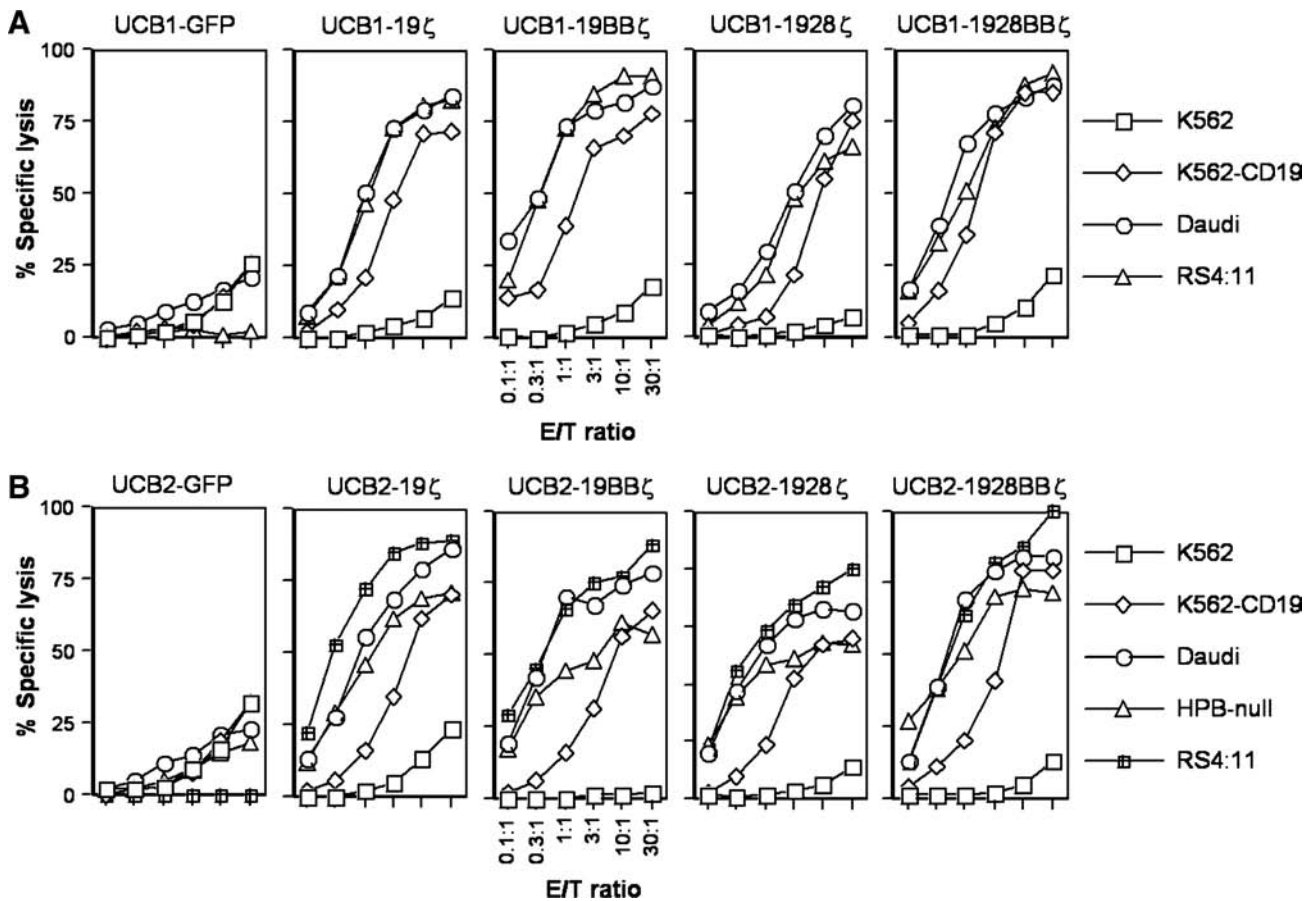 A
UCB1-GFP
UCB1-19ζ
UCB1-19BBζ
UCB1-1928ζ
UCB1-1928BBζ
100
75
50
25
0
% Specific lysis
0.1:1
0.3:1
1:1
3:1
10:1
30:1
E/T ratio
K562
K562-CD19
Daudi
RS4:11
B
UCB2-GFP
UCB2-19ζ
UCB2-19BBζ
UCB2-1928ζ
UCB2-1928BBζ
100
75
50
25
0
% Specific lysis
0.1:1
0.3:1
1:1
3:1
10:1
30:1
E/T ratio
K562
K562-CD19
Daudi
HPB-null
RS4:11